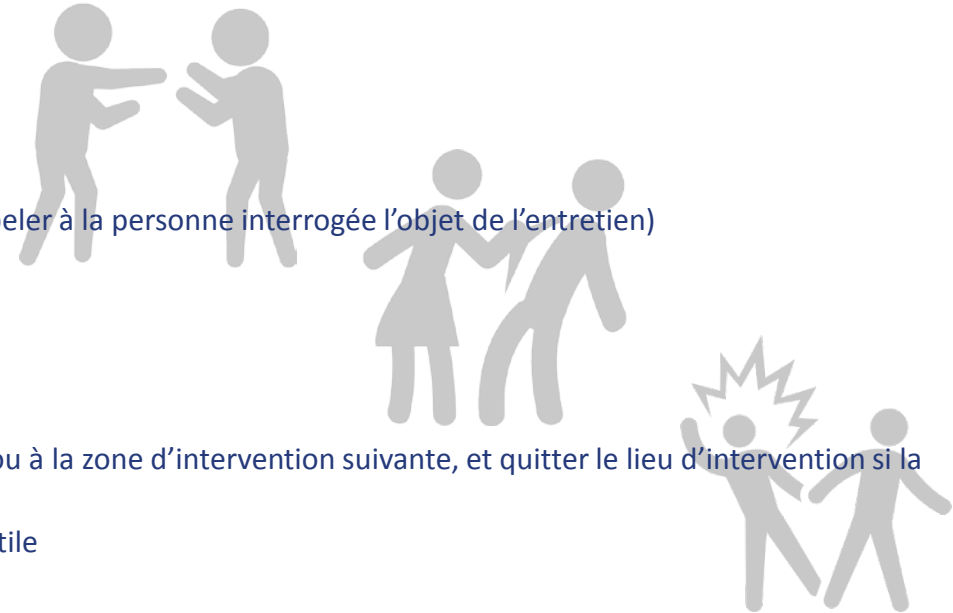 peler à la personne interrogée l’objet de l’entretien)
ou à la zone d’intervention suivante, et quitter le lieu d’intervention si la
tile